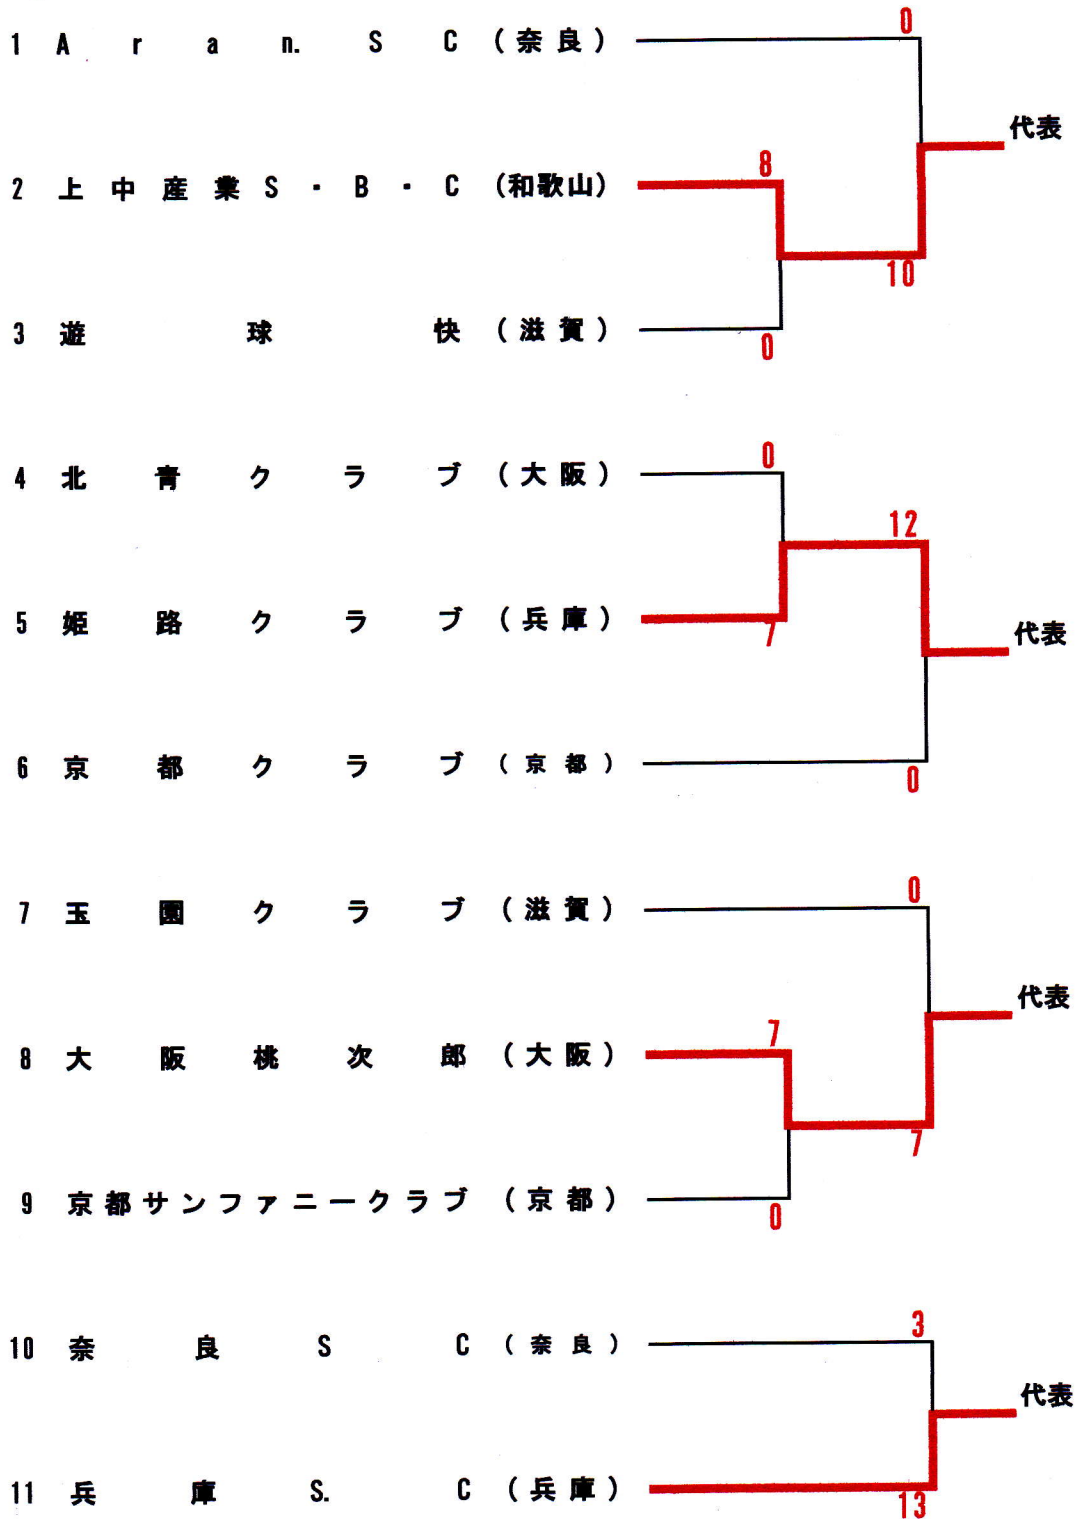 0
1 Aran. SC (奈良)
代表
8
2 上中産業S・B・C (和歌山)
10
3 遊球快 (滋賀)
0
0
4 北青クラブ (大阪)
12
5 姫路クラブ (兵庫)
7
代表
6 京都クラブ (京都)
0
0
7 玉園クラブ (滋賀)
代表
7
8 大阪桃次郎 (大阪)
7
9 京都サンファニークラブ (京都)
0
3
10 奈良SC (奈良)
代表
11 兵庫S.C (兵庫)
13